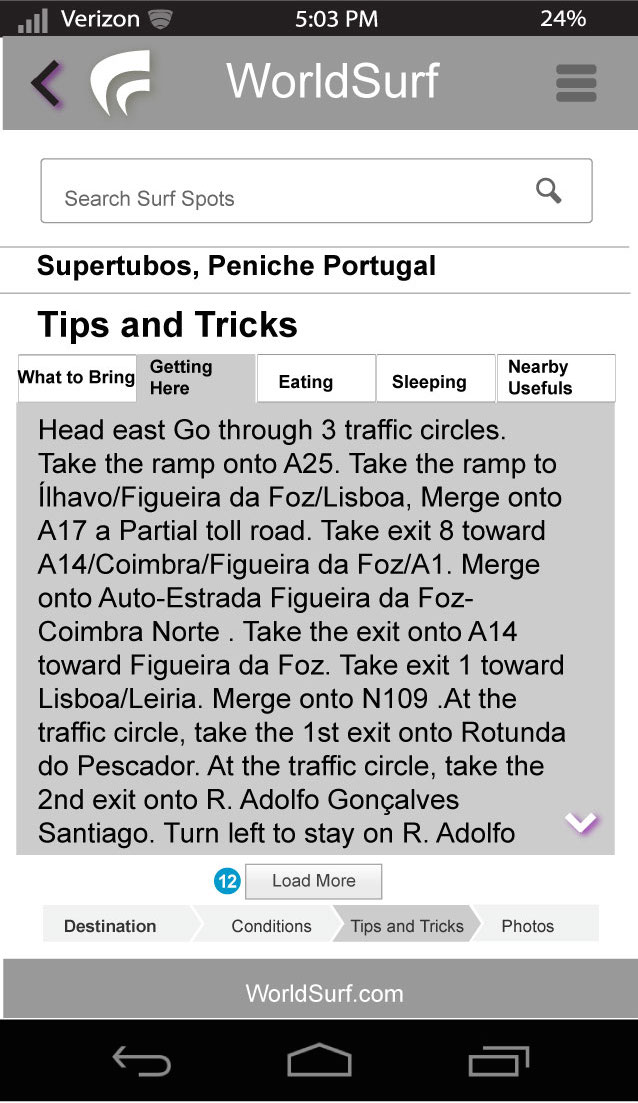 Verizon 5:03 PM 24%
WorldSurf
Search Surf Spots
Supertubos, Peniche Portugal
Tips and Tricks
What to Bring
Getting
Here
Eating
Sleeping
Nearby
Usefuls
Head east Go through 3 traffic circles.
Take the ramp onto A25. Take the ramp to
Ílhavo/Figueira da Foz/Lisboa, Merge onto
A17 a Partial toll road. Take exit 8 toward
A14/Coimbra/Figueira da Foz/A1. Merge
onto Auto-Estrada Figueira da Foz-
Coimbra Norte . Take the exit onto A14
toward Figueira da Foz. Take exit 1 toward
Lisboa/Leiria. Merge onto N109 .At the
traffic circle, take the 1st exit onto Rotunda
do Pescador. At the traffic circle, take the
2nd exit onto R. Adolfo Gonçalves
Santiago. Turn left to stay on R. Adolfo
12 Load More
Destination Conditions Tips and Tricks Photos
WorldSurf.com